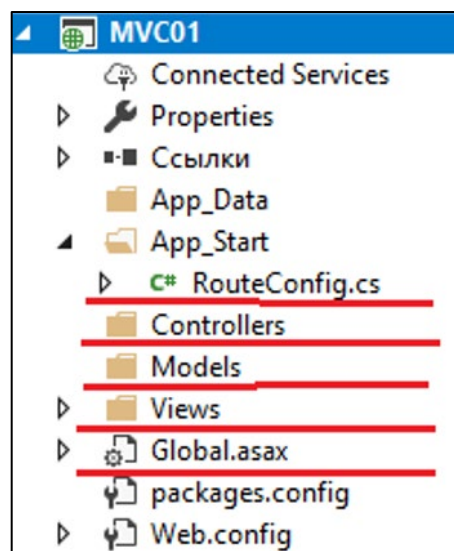 MVC01
Connected Services
Properties
Ссылки
App_Data
App_Start
C# RouteConfig.cs
Controllers
Models
Views
Global.asax
packages.config
Web.config